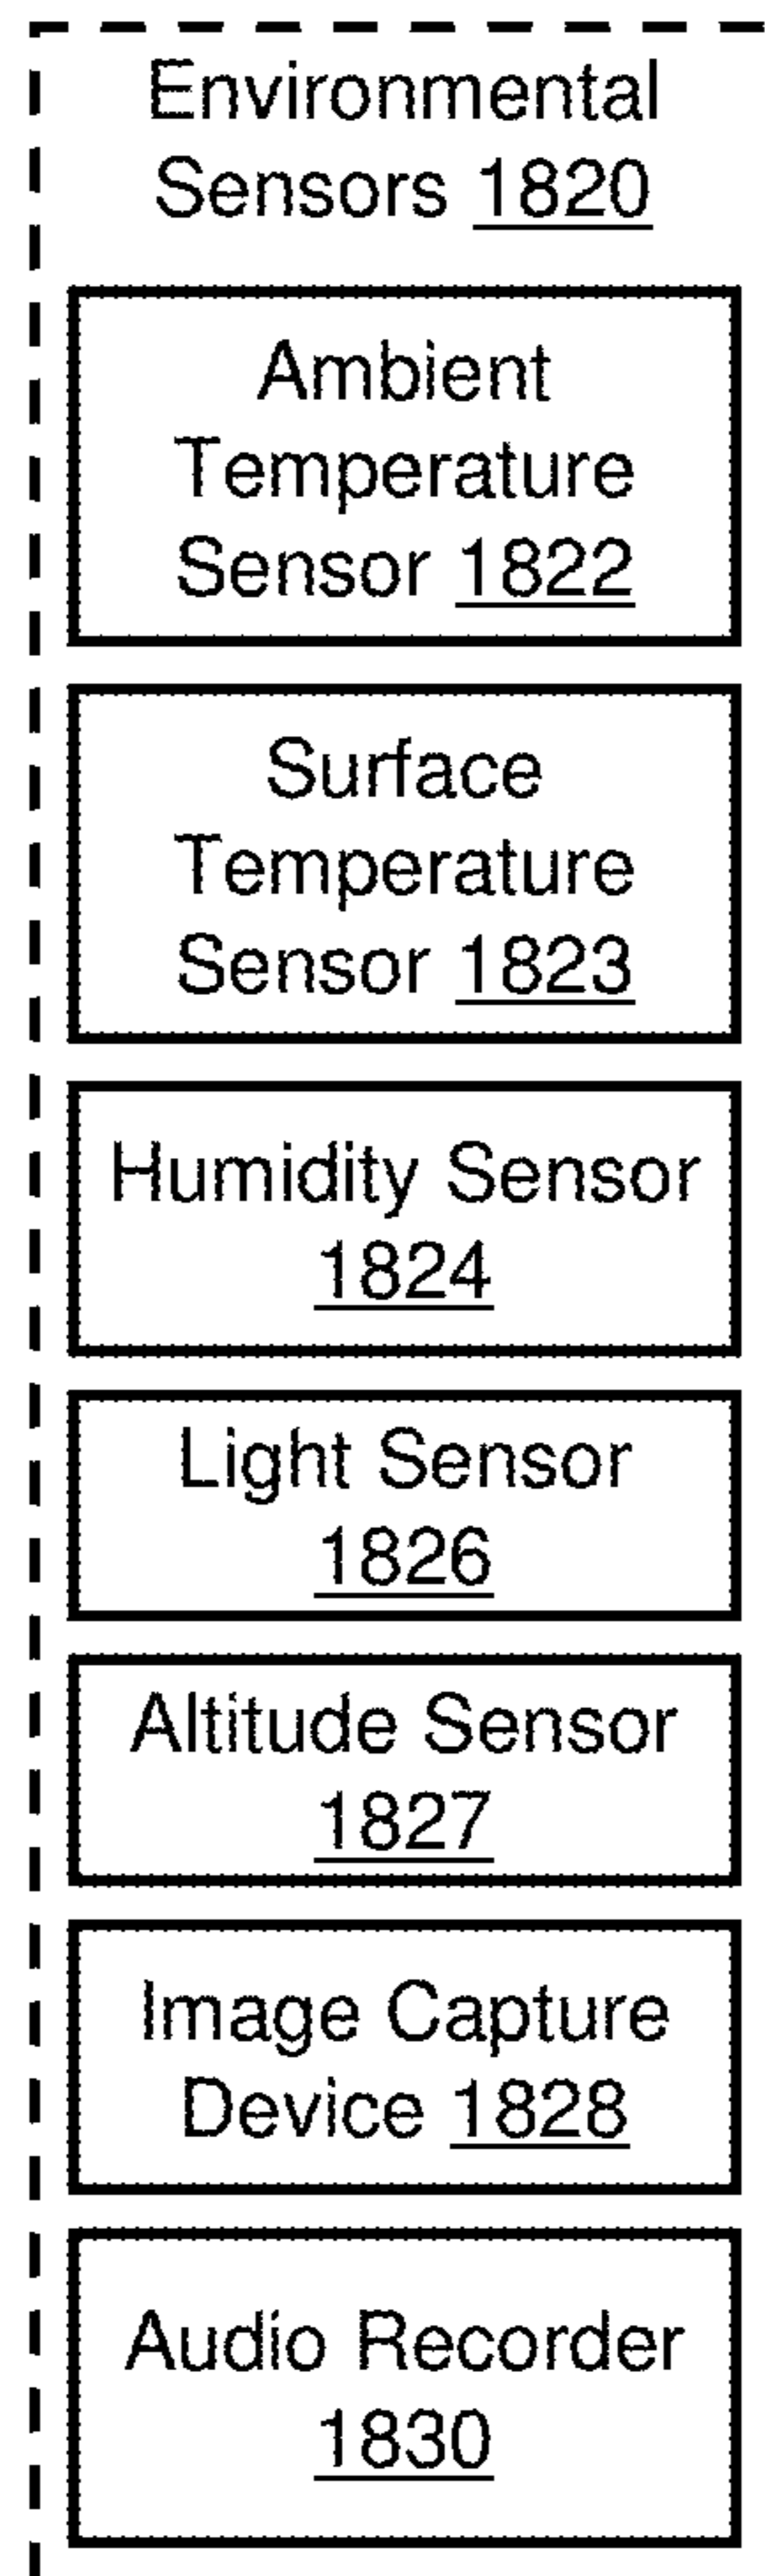 Environmental
Sensors 1820
Ambient
Temperature
Sensor 1822
Surface
Temperature
Sensor 1823
Humidity Sensor
1824
Light Sensor
1826
Altitude Sensor
1827
Image Capture
Device 1828
Audio Recorder
1830